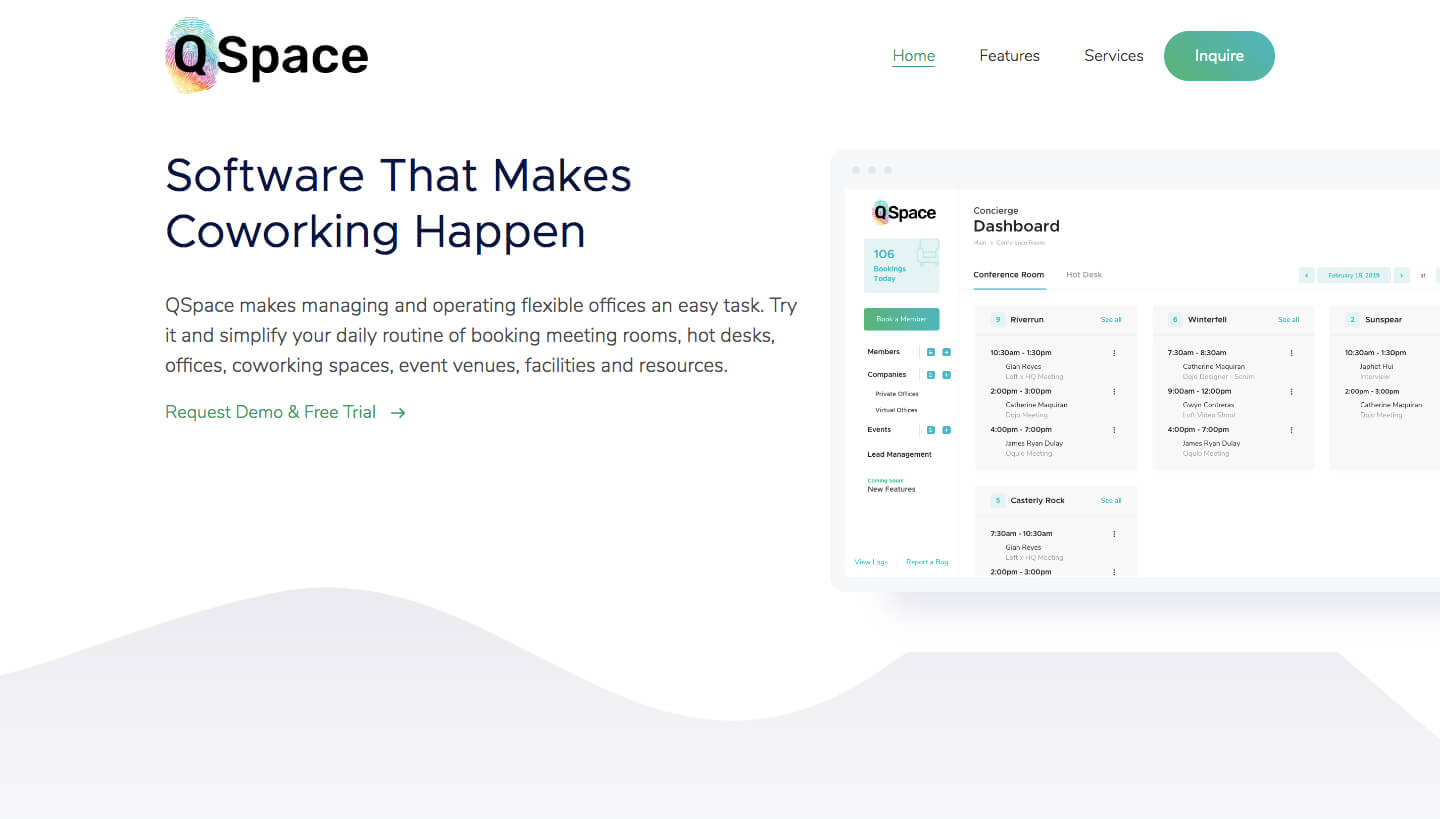 QSpace
Home
Features
Services
Inquire
Software That Makes
Coworking Happen
QSpace makes managing and operating flexible offices an easy task. Try
it and simplify your daily routine of booking meeting rooms, hot desks,
offices, coworking spaces, event venues, facilities and resources.
Request Demo & Free Trial →
QSpace
106
Bookings
Today
Book a Member
Members
Companies
Private Offices
Virtual Offices
Events
Lead Management
Coming Soon!
New Features
View Logs
Report a Bug
Concierge
Dashboard
Main > Conference Room
Conference Room
Hot Desk
< February 18, 2019 > at
9 Riverrun See all
10:30am - 1:30pm
Gian Reyes
Loft x HQ Meeting
2:00pm - 3:00pm
Catherine Maquiran
Dojo Meeting
4:00pm - 7:00pm
James Ryan Dulay
Oquio Meeting
6 Winterfell See all
7:30am - 8:30am
Catherine Maquiran
Dojo Designer - Scrum
9:00am - 12:00pm
Gwyn Contreras
Loft Video Shoot
4:00pm - 7:00pm
James Ryan Dulay
Oquio Meeting
2 Sunspear
10:30am - 1:30pm
Japhet Hui
Interview
2:00pm - 3:00pm
Catherine Maquiran
Dojo Meeting
5 Casterly Rock See all
7:30am - 10:30am
Gian Reyes
Loft x HQ Meeting
2:00pm - 3:00pm